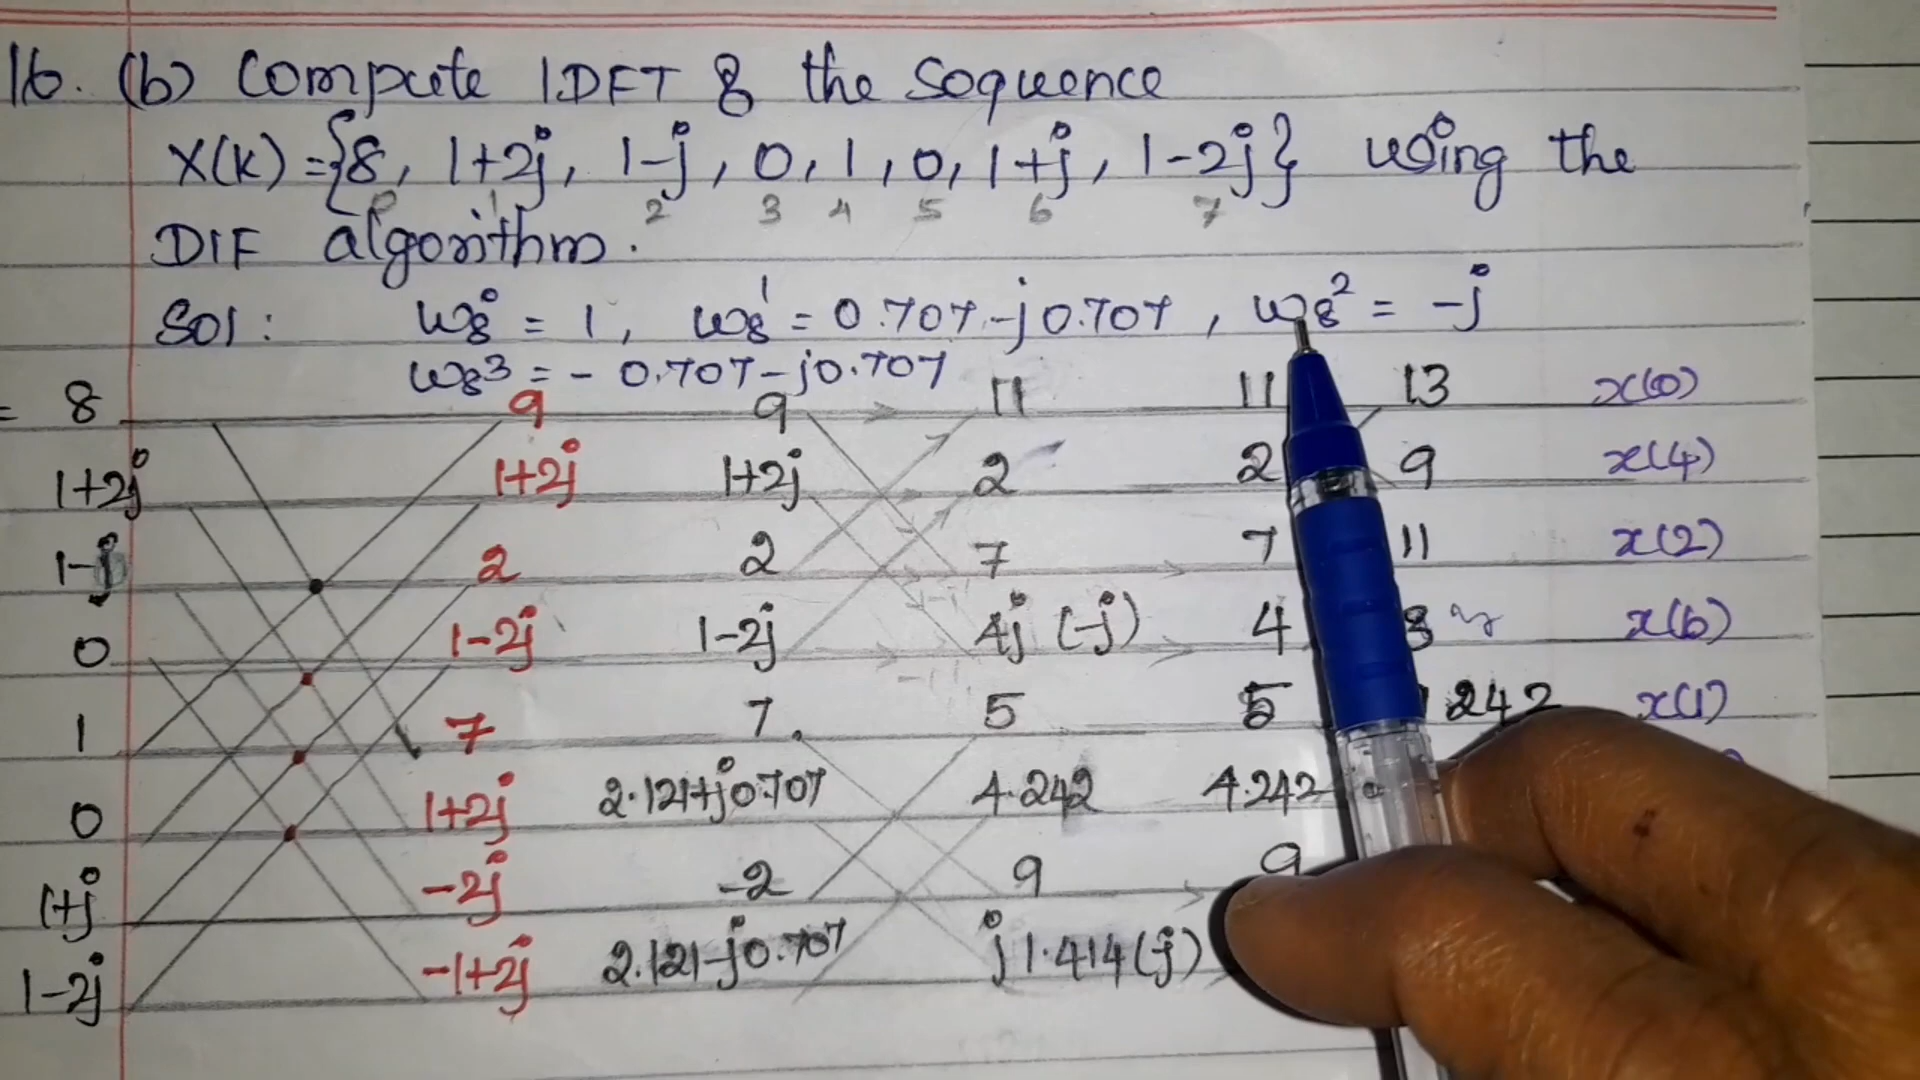 16. (b) Compute IDFT of the Sequence
X(K) = {8, 1+2j, 1-j, 0, 1, 0, 1+j, 1-2j} using the
0 1 2 3 4 5 6 7
DIF algorithm.
Sol: W8^0 = 1, W8^1 = 0.707-j0.707, W8^2 = -j
W8^3 = -0.707-j0.707
= 8 9 9 11 11 13 x(0)
1+2j 1+2j 1+2j 2 2 9 x(4)
1-j 2 2 7 7 11 x(2)
0 1-2j 1-2j 4j (-j) 4 3 x(6)
1 7 7 5 5 242 x(1)
0 1+2j 2.121+j0.707 4.242 4.242
1+j -2j -2 9 9
1-2j -1+2j 2.121-j0.707 j1.414(-j)